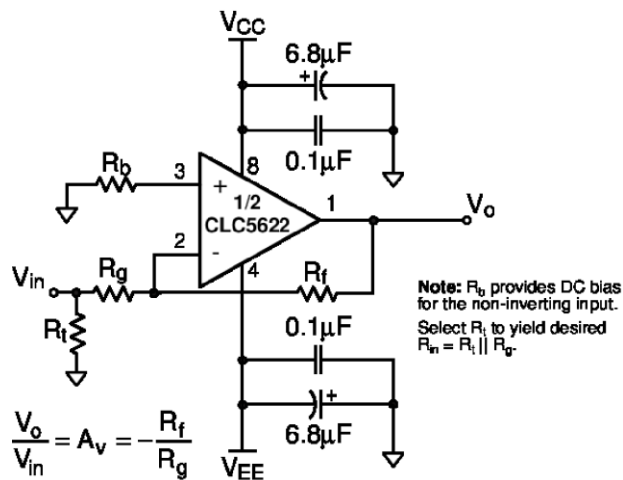 VCC
6.8µF
+
0.1µF
Rb
3
8
+
1/2
CLC5622
1
Vo
2
-
4
Vin
Rg
Rf
Rt
Note: Rb provides DC bias
for the non-inverting input.
Select Rt to yield desired
Rin = Rt || Rg.
0.1µF
+
6.8µF
VEE
Vo/Vin = Av = -Rf/Rg